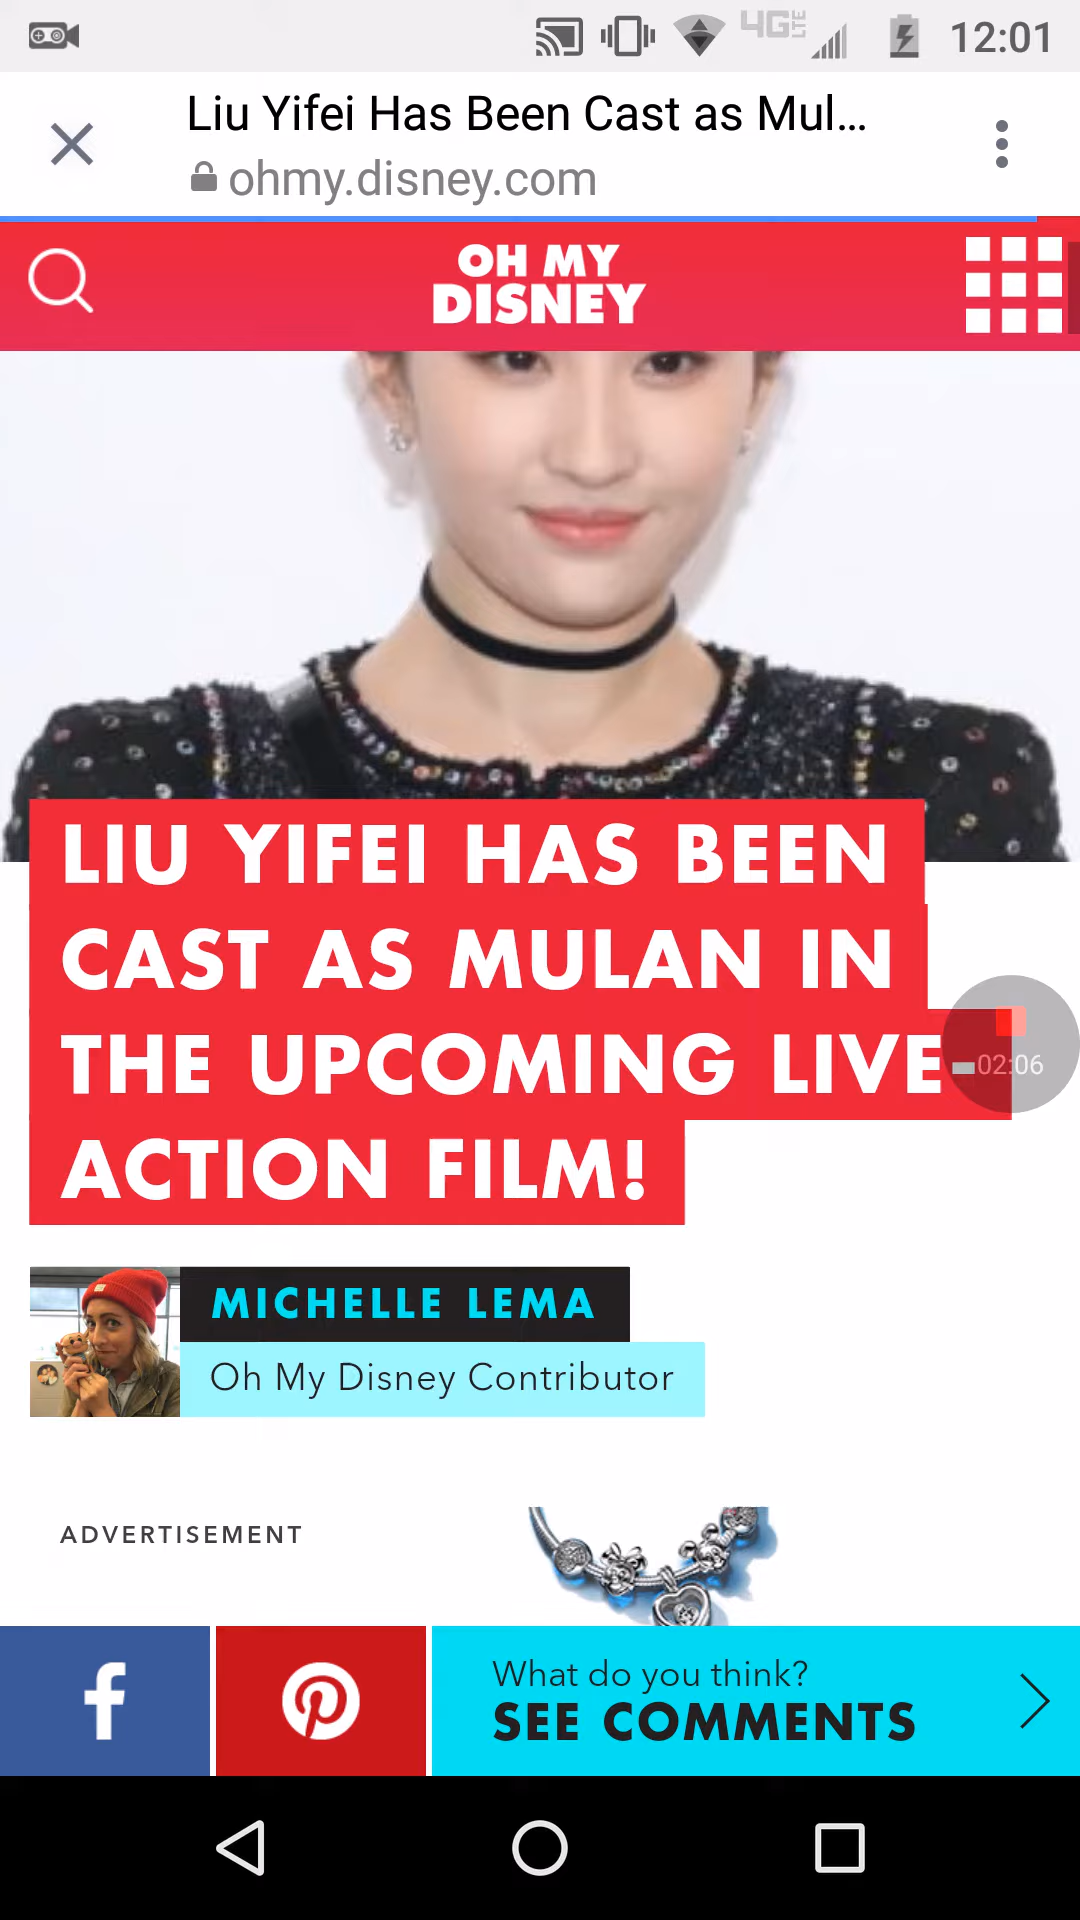 4G LTE 12:01
Liu Yifei Has Been Cast as Mul...
ohmy.disney.com
OH MY
DISNEY
LIU YIFEI HAS BEEN
CAST AS MULAN IN
THE UPCOMING LIVE-
02:06
ACTION FILM!
MICHELLE LEMA
Oh My Disney Contributor
ADVERTISEMENT
What do you think?
SEE COMMENTS